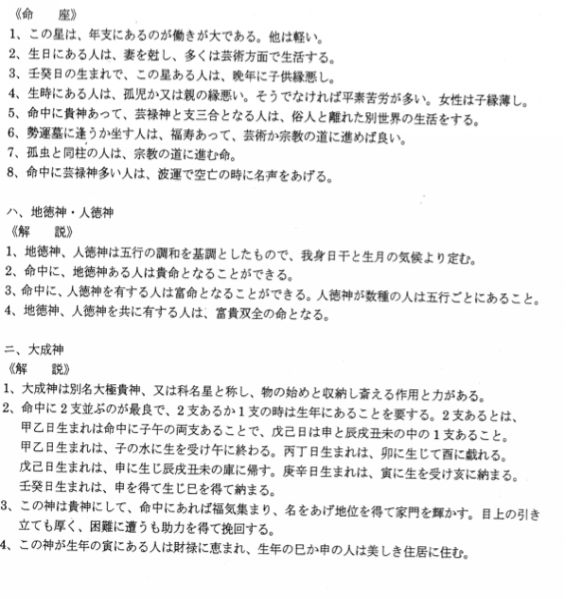 《命　　座》
1、この星は、年支にあるのが働きが大である。他は軽い。
2、生日にある人は、妻を尅し、多くは芸術方面で生活する。
3、壬癸日の生まれで、この星ある人は、晩年に子供縁悪し。
4、生時にある人は、孤児か又は親の縁悪い。そうでなければ平素苦労が多い。女性は子縁薄し。
5、命中に貴神あって、芸禄神と支三合となる人は、俗人と離れた別世界の生活をする。
6、勢運墓に逢うか坐す人は、福寿あって、芸術か宗教の道に進めば良い。
7、孤虫と同柱の人は、宗教の道に進む命。
8、命中に芸禄神多い人は、波運で空亡の時に名声をあげる。
ハ、地徳神・人徳神
《解　　説》
1、地徳神、人徳神は五行の調和を基調としたもので、我身日干と生月の気候より定む。
2、命中に、地徳神ある人は貴命となることができる。
3、命中に、人徳神を有する人は富命となることができる。人徳神が数種の人は五行ごとにあること。
4、地徳神、人徳神を共に有する人は、富貴双全の命となる。
ニ、大成神
《解　　説》
1、大成神は別名大極貴神、又は科名星と称し、物の始めと収納し斎える作用と力がある。
2、命中に2支並ぶのが最良で、2支あるか1支の時は生年にあることを要する。2支あるとは、
甲乙日生まれは命中に子午の両支あることで、戊己日は申と辰戌丑未の中の1支あること。
甲乙日生まれは、子の水に生を受け午に終わる。丙丁日生まれは、卯に生じて酉に戯れる。
戊己日生まれは、申に生じ辰戌丑未の庫に帰す。庚辛日生まれは、寅に生を受け亥に納まる。
壬癸日生まれは、申を得て生じ巳を得て納まる。
3、この神は貴神にして、命中にあれば福気集まり、名をあげ地位を得て家門を輝かす。目上の引き
立ても厚く、困難に遭うも助力を得て挽回する。
4、この神が生年の寅にある人は財禄に恵まれ、生年の巳か申の人は美しき住居に住む。